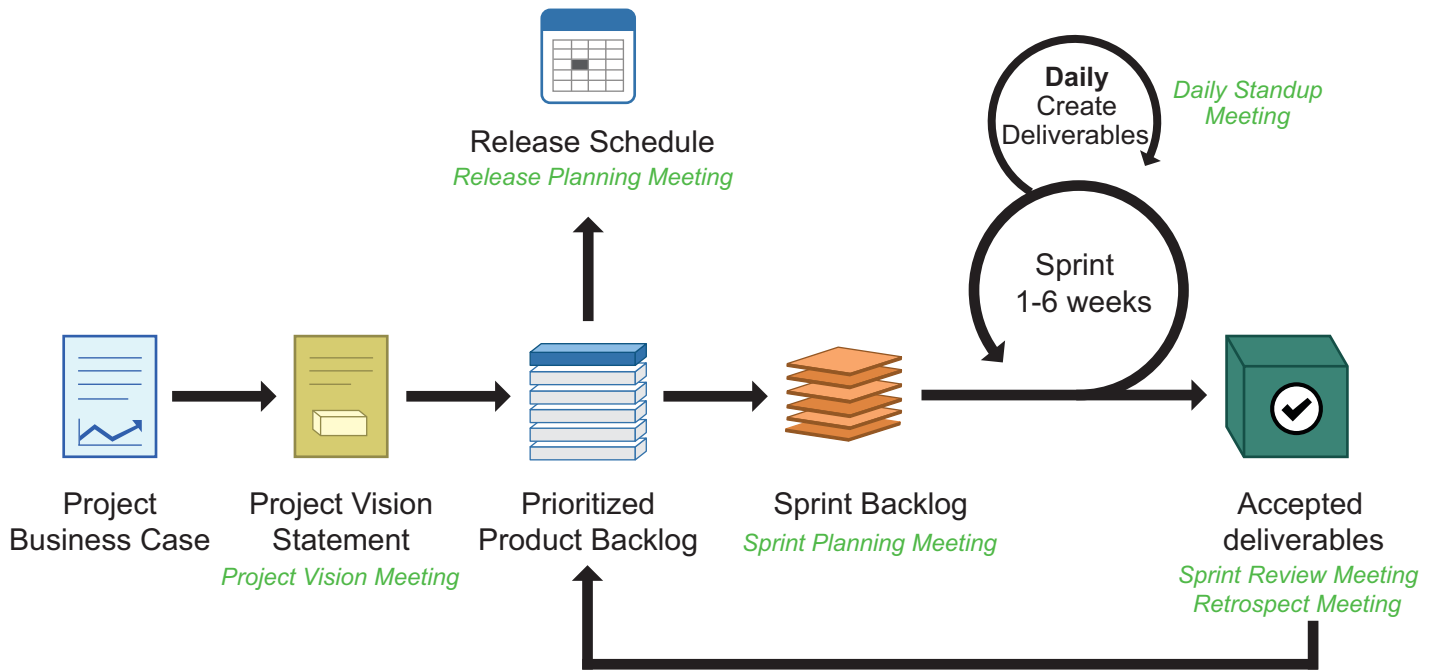 Release Schedule
Release Planning Meeting
Daily
Create
Deliverables
Daily Standup
Meeting
Sprint
1-6 weeks
Project
Business Case
Project Vision
Statement
Project Vision Meeting
Prioritized
Product Backlog
Sprint Backlog
Sprint Planning Meeting
Accepted
deliverables
Sprint Review Meeting
Retrospect Meeting